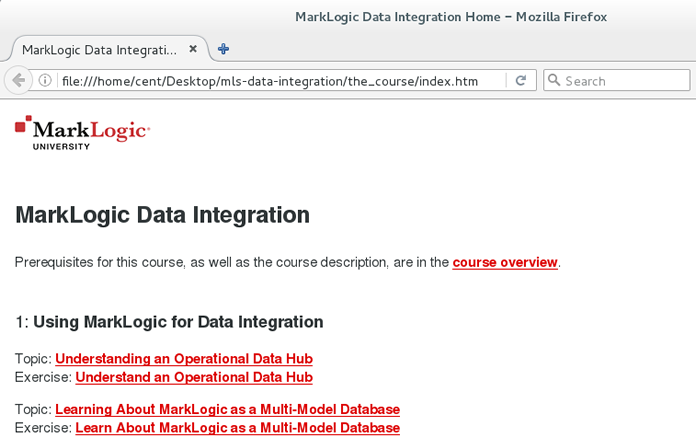 MarkLogic Data Integration Home – Mozilla Firefox
MarkLogic Data Integrati...
file:///home/cent/Desktop/mls-data-integration/the_course/index.htm
Search
MarkLogic
UNIVERSITY
MarkLogic Data Integration
Prerequisites for this course, as well as the course description, are in the course overview.
1: Using MarkLogic for Data Integration
Topic: Understanding an Operational Data Hub
Exercise: Understand an Operational Data Hub
Topic: Learning About MarkLogic as a Multi-Model Database
Exercise: Learn About MarkLogic as a Multi-Model Database